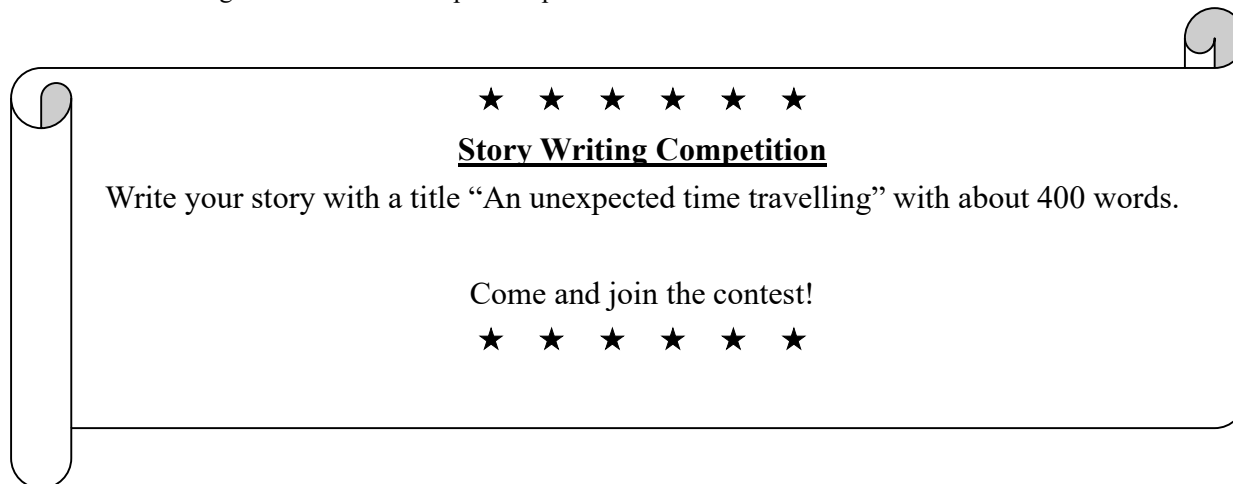 ★ ★ ★ ★ ★ ★
Story Writing Competition
Write your story with a title “An unexpected time travelling” with about 400 words.
Come and join the contest!
★ ★ ★ ★ ★ ★